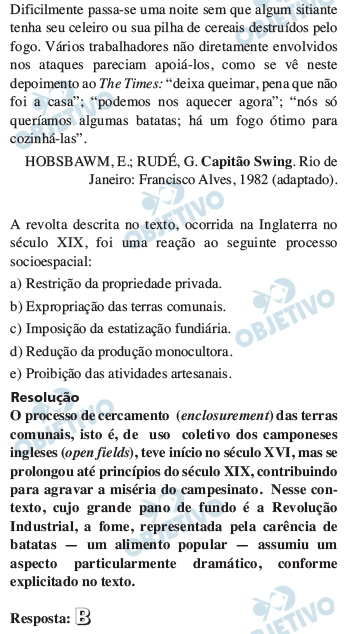 Dificilmente passa-se uma noite sem que algum sitiante
tenha seu celeiro ou sua pilha de cereais destruídos pelo
fogo. Vários trabalhadores não diretamente envolvidos
nos ataques pareciam apoiá-los, como se vê neste
depoimento ao The Times: “deixa queimar, pena que não
foi a casa”; “podemos nos aquecer agora”; “nós só
queríamos algumas batatas; há um fogo ótimo para
cozinhá-las”.
HOBSBAWM, E.; RUDÉ, G. Capitão Swing. Rio de
Janeiro: Francisco Alves, 1982 (adaptado).
A revolta descrita no texto, ocorrida na Inglaterra no
século XIX, foi uma reação ao seguinte processo
socioespacial:
a) Restrição da propriedade privada.
b) Expropriação das terras comunais.
c) Imposição da estatização fundiária.
d) Redução da produção monocultora.
e) Proibição das atividades artesanais.
Resolução
O processo de cercamento (enclosurement) das terras
comunais, isto é, de uso coletivo dos camponeses
ingleses (open fields), teve início no século XVI, mas se
prolongou até princípios do século XIX, contribuindo
para agravar a miséria do campesinato. Nesse con-
texto, cujo grande pano de fundo é a Revolução
Industrial, a fome, representada pela carência de
batatas — um alimento popular — assumiu um
aspecto particularmente dramático, conforme
explicitado no texto.
Resposta: B
OBJETIVO
OBJETIVO
OBJETIVO
OBJETIVO
OBJETIVO
OBJETIVO
OBJETIVO
OBJETIVO